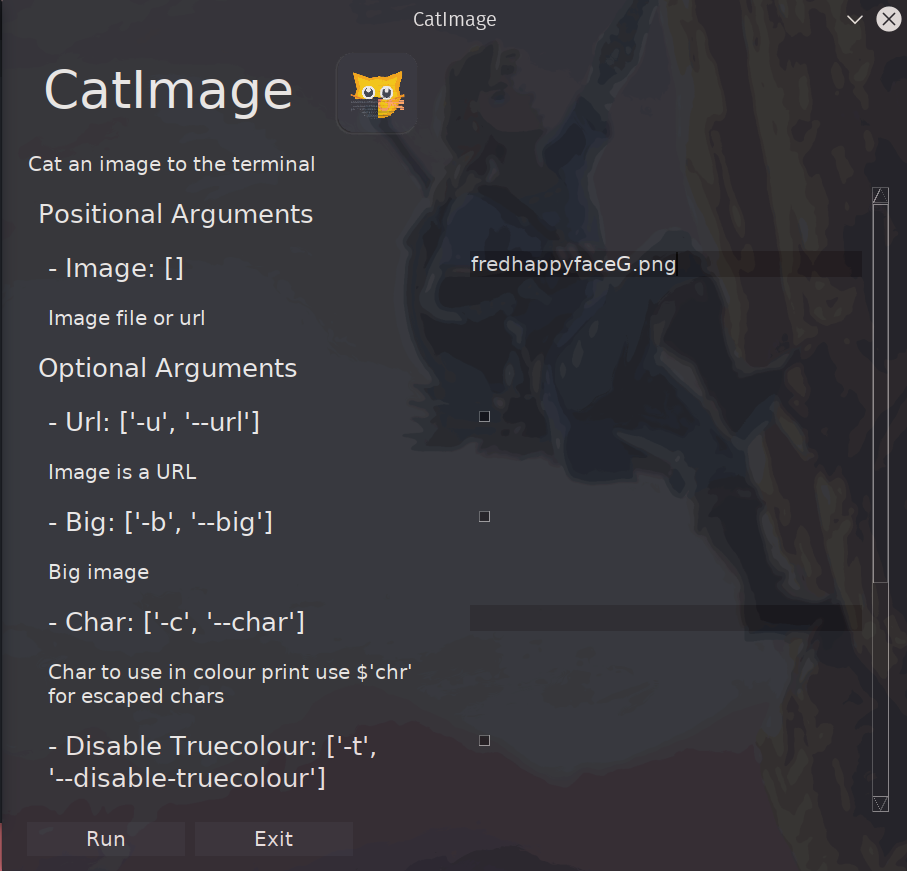 CatImage
CatImage
Cat an image to the terminal
Positional Arguments
- Image: []
fredhappyfaceG.png
Image file or url
Optional Arguments
- Url: ['-u', '--url']
Image is a URL
- Big: ['-b', '--big']
Big image
- Char: ['-c', '--char']
Char to use in colour print use $'chr'
for escaped chars
- Disable Truecolour: ['-t',
'--disable-truecolour']
Run
Exit